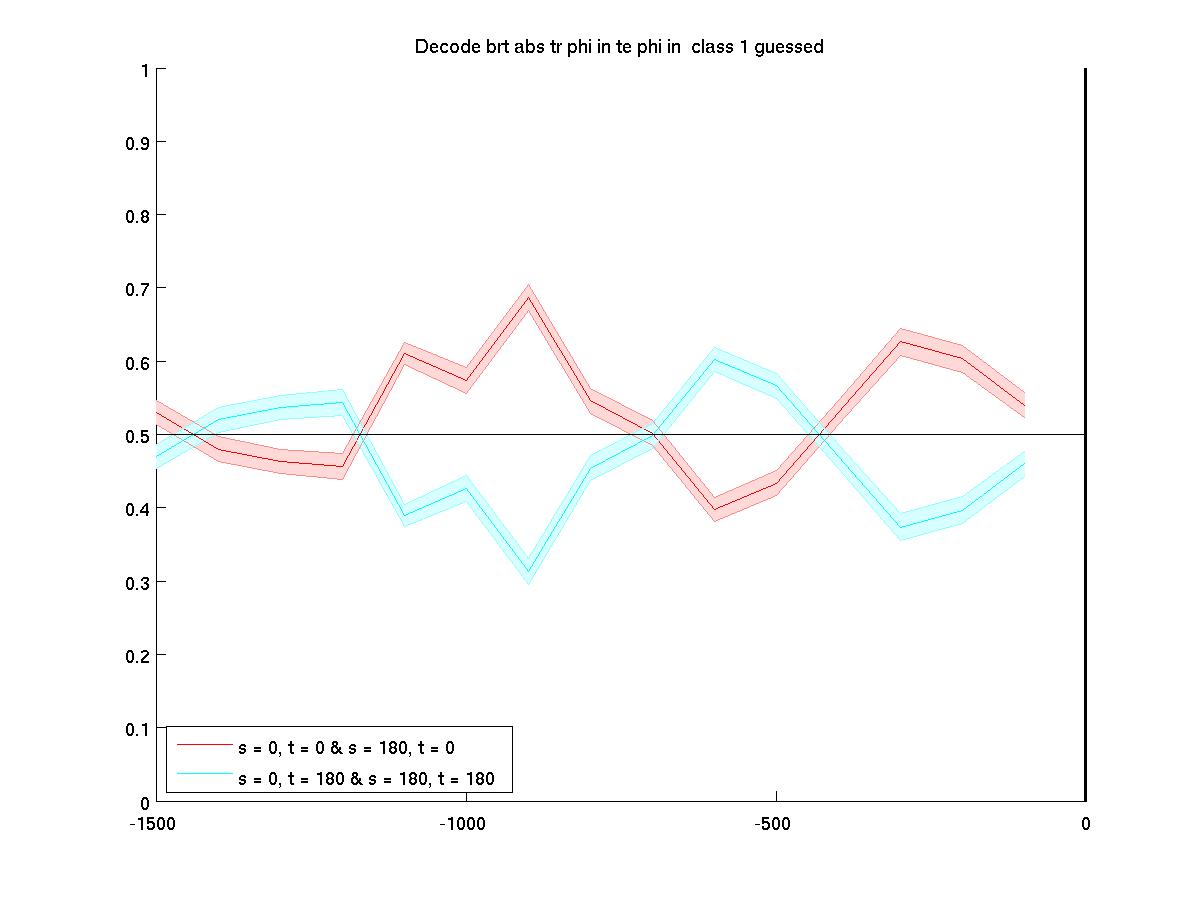 Decode brt abs tr phi in te phi in  class 1 guessed
1
0.9
0.8
0.7
0.6
0.5
0.4
0.3
0.2
0.1
0
s = 0, t = 0 & s = 180, t = 0
s = 0, t = 180 & s = 180, t = 180
-1500 -1000 -500 0